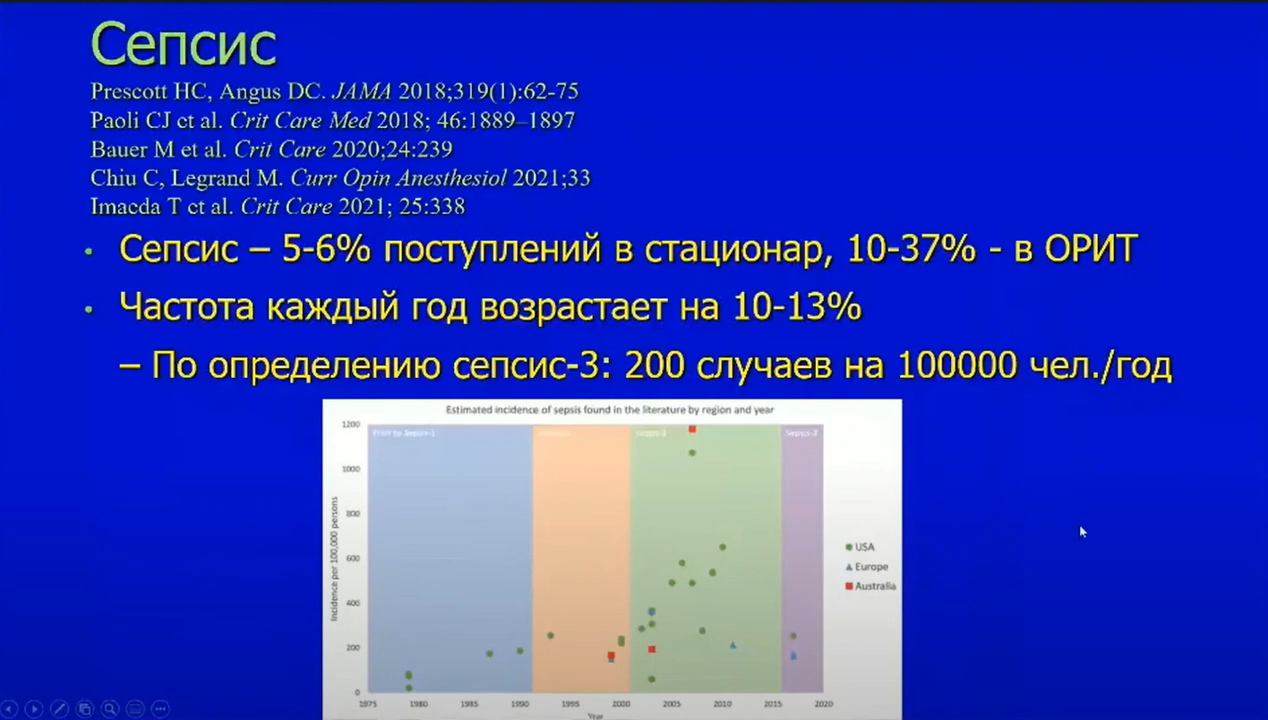 Сепсис
Prescott HC, Angus DC. JAMA 2018;319(1):62-75
Paoli CJ et al. Crit Care Med 2018; 46:1889–1897
Bauer M et al. Crit Care 2020;24:239
Chiu C, Legrand M. Curr Opin Anesthesiol 2021;33
Imaeda T et al. Crit Care 2021; 25:338
• Сепсис – 5-6% поступлений в стационар, 10-37% - в ОРИТ
• Частота каждый год возрастает на 10-13%
– По определению сепсис-3: 200 случаев на 100000 чел./год
Estimated incidence of sepsis found in the literature by region and year
Prior to Sepsis-1
Incidence per 100,000 persons
1200
1000
800
600
400
200
0
1975 1980 1985 1990 1995 2000 2005 2010 2015 2020
Year
USA
Europe
Australia